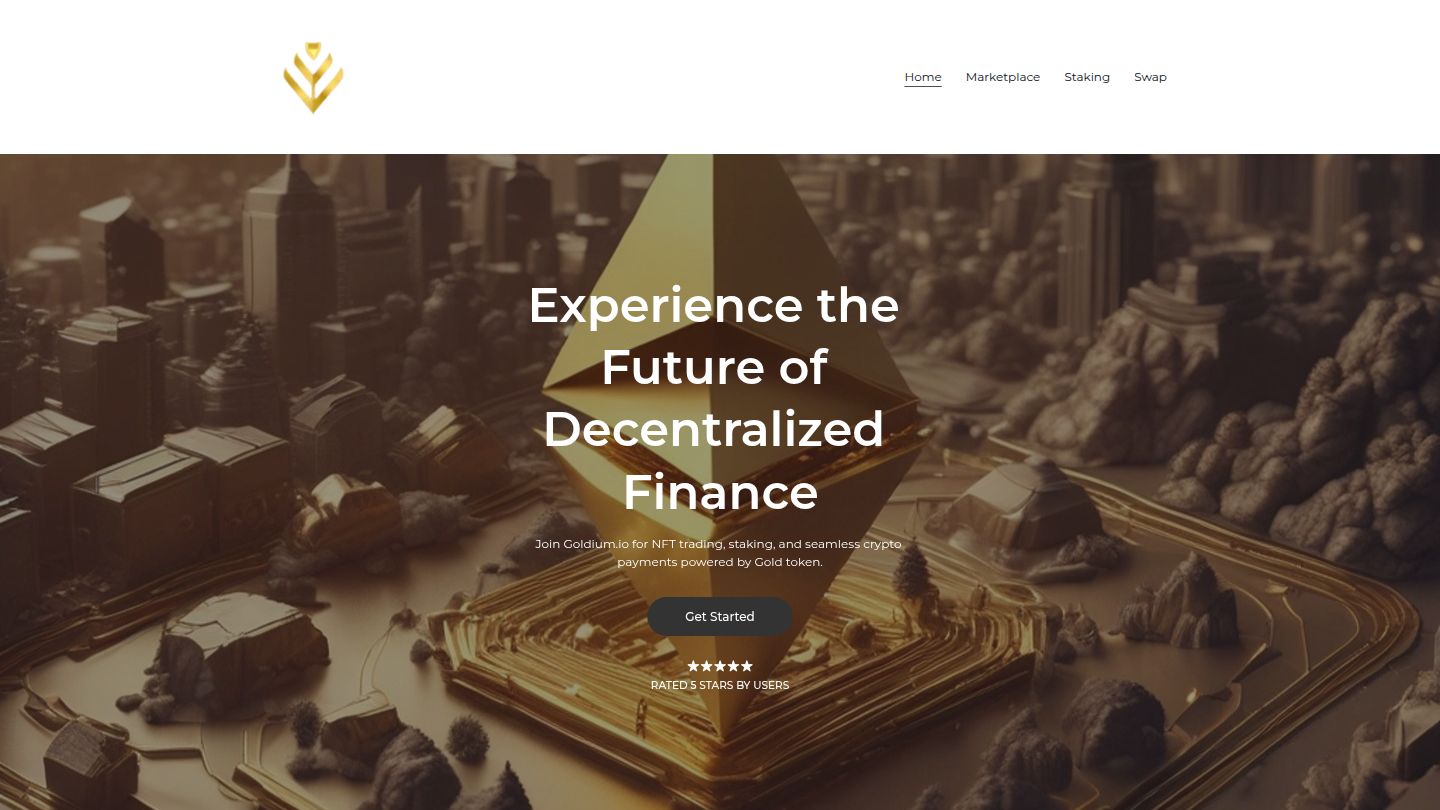 Home
Marketplace
Staking
Swap
Experience the
Future of
Decentralized
Finance
Join Goldium.io for NFT trading, staking, and seamless crypto
payments powered by Gold token.
Get Started
RATED 5 STARS BY USERS